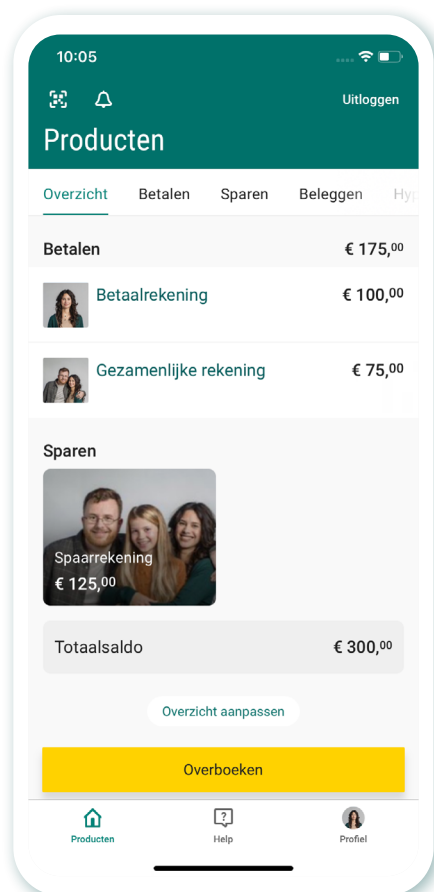 10:05
Uitloggen
Producten
Overzicht Betalen Sparen Beleggen Hyp
Betalen € 175,00
Betaalrekening € 100,00
Gezamenlijke rekening € 75,00
Sparen
Spaarrekening
€ 125,00
Totaalsaldo € 300,00
Overzicht aanpassen
Overboeken
Producten Help Profiel